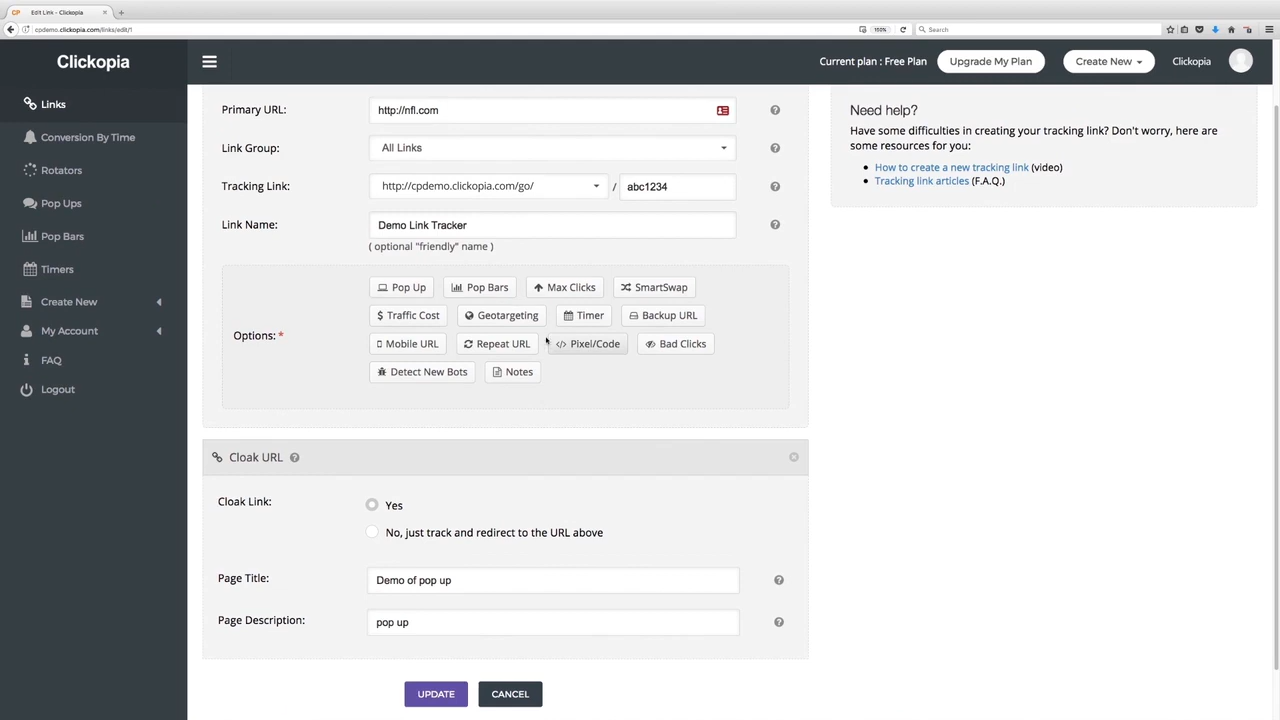 Edit Link - Clickopia
cpdemo.clickopia.com/links/edit/1
150%
Search
Clickopia
Current plan : Free Plan
Upgrade My Plan
Create New
Clickopia
Links
Conversion By Time
Rotators
Pop Ups
Pop Bars
Timers
Create New
My Account
FAQ
Logout
Primary URL:
http://nfl.com
Link Group:
All Links
Tracking Link:
http://cpdemo.clickopia.com/go/
/
abc1234
Link Name:
Demo Link Tracker
( optional "friendly" name )
Options: *
Pop Up
Pop Bars
Max Clicks
SmartSwap
$ Traffic Cost
Geotargeting
Timer
Backup URL
Mobile URL
Repeat URL
</> Pixel/Code
Bad Clicks
Detect New Bots
Notes
Cloak URL
Cloak Link:
Yes
No, just track and redirect to the URL above
Page Title:
Demo of pop up
Page Description:
pop up
UPDATE
CANCEL
Need help?
Have some difficulties in creating your tracking link? Don't worry, here are
some resources for you:
How to create a new tracking link (video)
Tracking link articles (F.A.Q.)